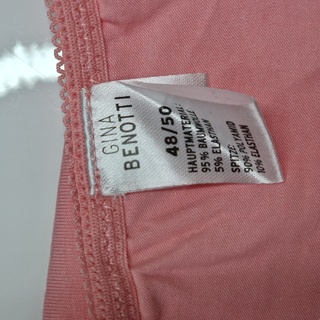 GINA
BENOTTI
48/50
HAUPTMATERIAL:
95% BAUMWOLLE
5% ELASTHAN
SPITZE:
90% POLYAMID
10% ELASTHAN